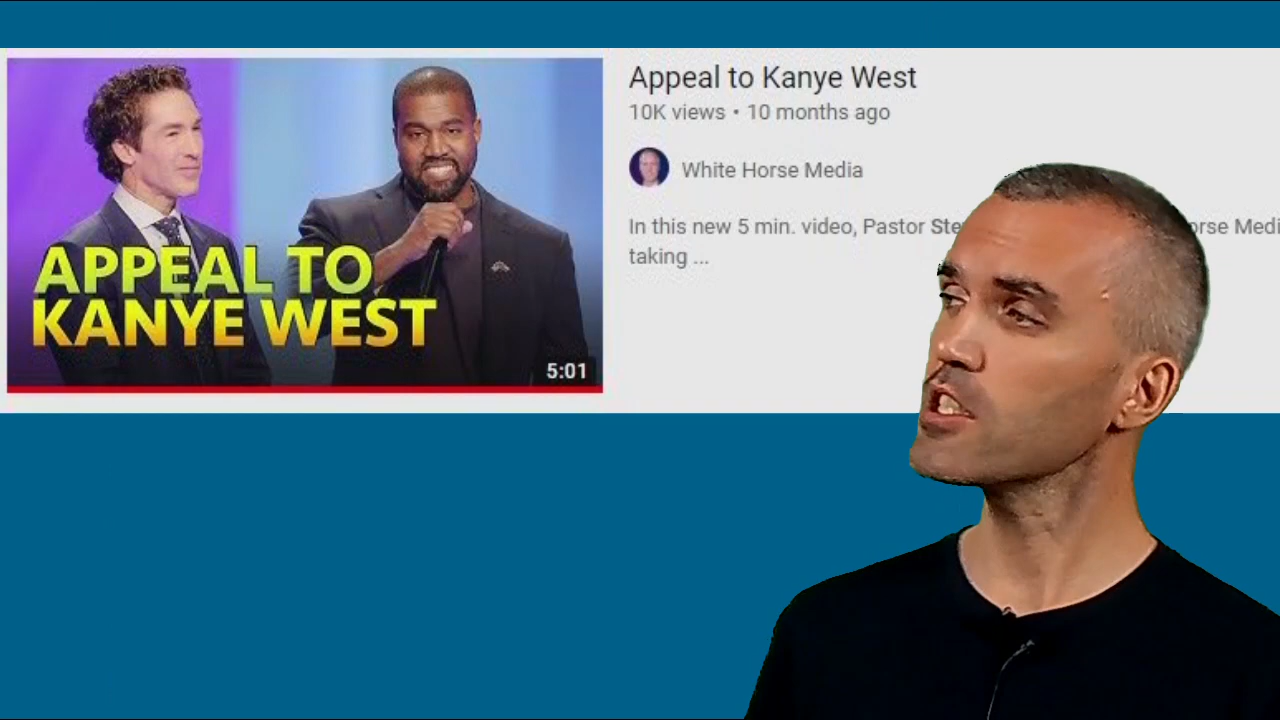 APPEAL TO
KANYE WEST
5:01
Appeal to Kanye West
10K views • 10 months ago
White Horse Media
In this new 5 min. video, Pastor
taking ...